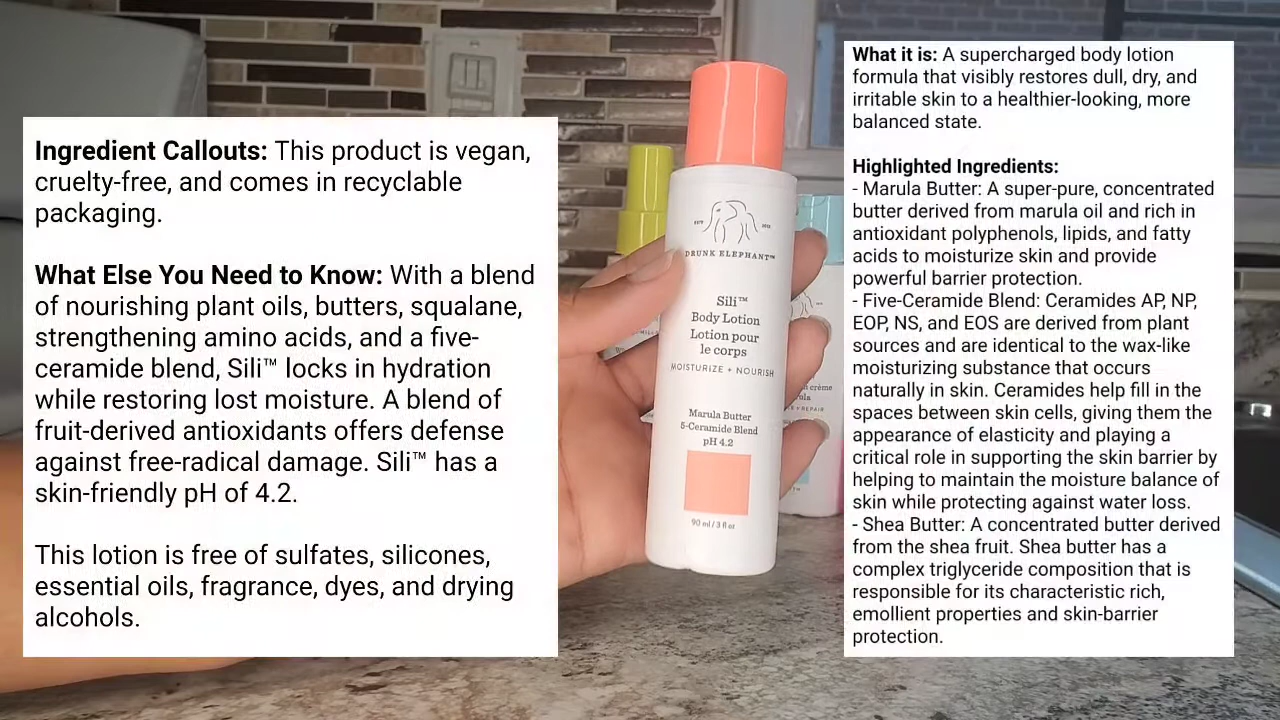 Ingredient Callouts: This product is vegan,
cruelty-free, and comes in recyclable
packaging.
What Else You Need to Know: With a blend
of nourishing plant oils, butters, squalane,
strengthening amino acids, and a five-
ceramide blend, Sili™ locks in hydration
while restoring lost moisture. A blend of
fruit-derived antioxidants offers defense
against free-radical damage. Sili™ has a
skin-friendly pH of 4.2.
This lotion is free of sulfates, silicones,
essential oils, fragrance, dyes, and drying
alcohols.
DRUNK ELEPHANT™
Sili™
Body Lotion
Lotion pour
le corps
MOISTURIZE + NOURISH
Marula Butter
5-Ceramide Blend
pH 4.2
90 ml / 3 fl oz
crème
What it is: A supercharged body lotion
formula that visibly restores dull, dry, and
irritable skin to a healthier-looking, more
balanced state.
Highlighted Ingredients:
- Marula Butter: A super-pure, concentrated
butter derived from marula oil and rich in
antioxidant polyphenols, lipids, and fatty
acids to moisturize skin and provide
powerful barrier protection.
- Five-Ceramide Blend: Ceramides AP, NP,
EOP, NS, and EOS are derived from plant
sources and are identical to the wax-like
moisturizing substance that occurs
naturally in skin. Ceramides help fill in the
spaces between skin cells, giving them the
appearance of elasticity and playing a
critical role in supporting the skin barrier by
helping to maintain the moisture balance of
skin while protecting against water loss.
- Shea Butter: A concentrated butter derived
from the shea fruit. Shea butter has a
complex triglyceride composition that is
responsible for its characteristic rich,
emollient properties and skin-barrier
protection.